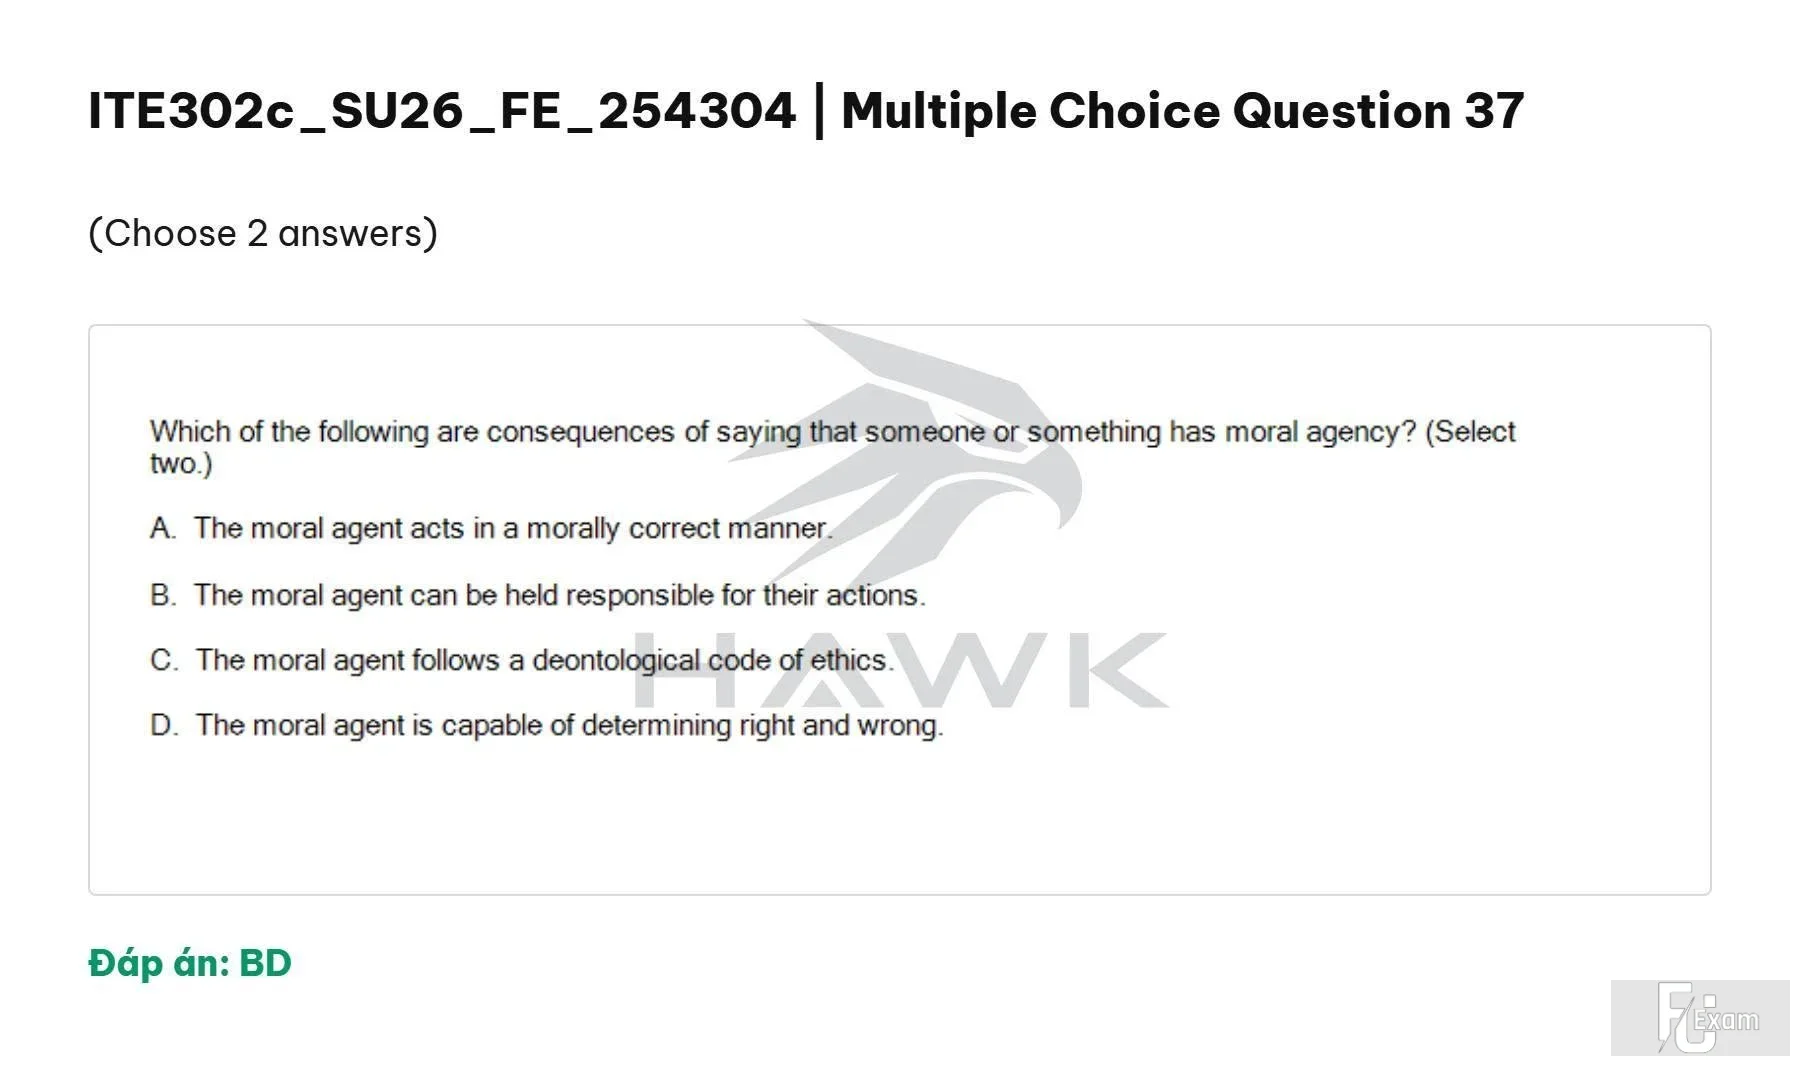 ITE302c_SU26_FE_254304 | Multiple Choice Question 37
(Choose 2 answers)
Which of the following are consequences of saying that someone or something has moral agency? (Select
two.)
A. The moral agent acts in a morally correct manner.
B. The moral agent can be held responsible for their actions.
C. The moral agent follows a deontological code of ethics.
HAWK
D. The moral agent is capable of determining right and wrong.
Đáp án: BD
FU Exam